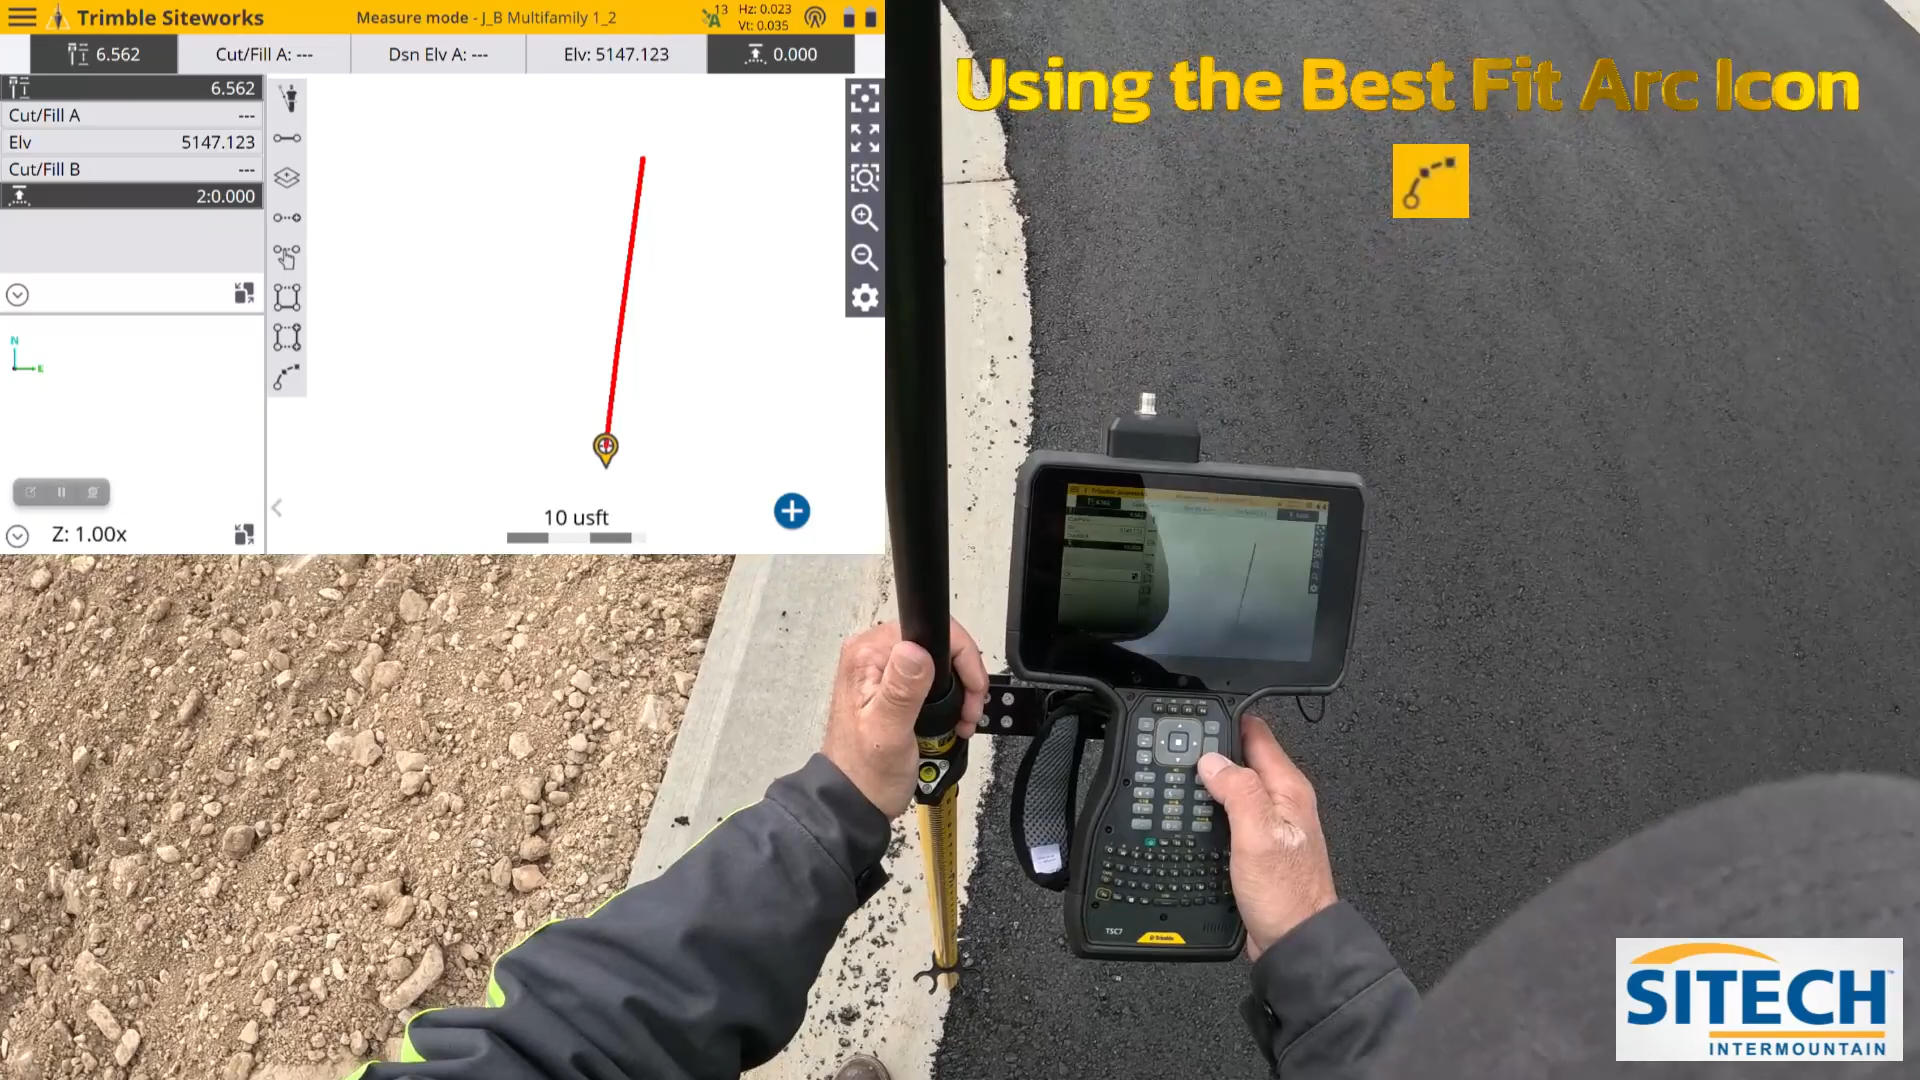 Trimble Siteworks
Measure mode - J_B Multifamily 1_2
13
Hz: 0.023
Vt: 0.035
6.562
Cut/Fill A: ---
Dsn Elv A: ---
Elv: 5147.123
0.000
6.562
Cut/Fill A
---
Elv
5147.123
Cut/Fill B
---
2:0.000
N
E
Z: 1.00x
10 usft
Using the Best Fit Arc Icon
TSC7
Trimble
SITECH
INTERMOUNTAIN